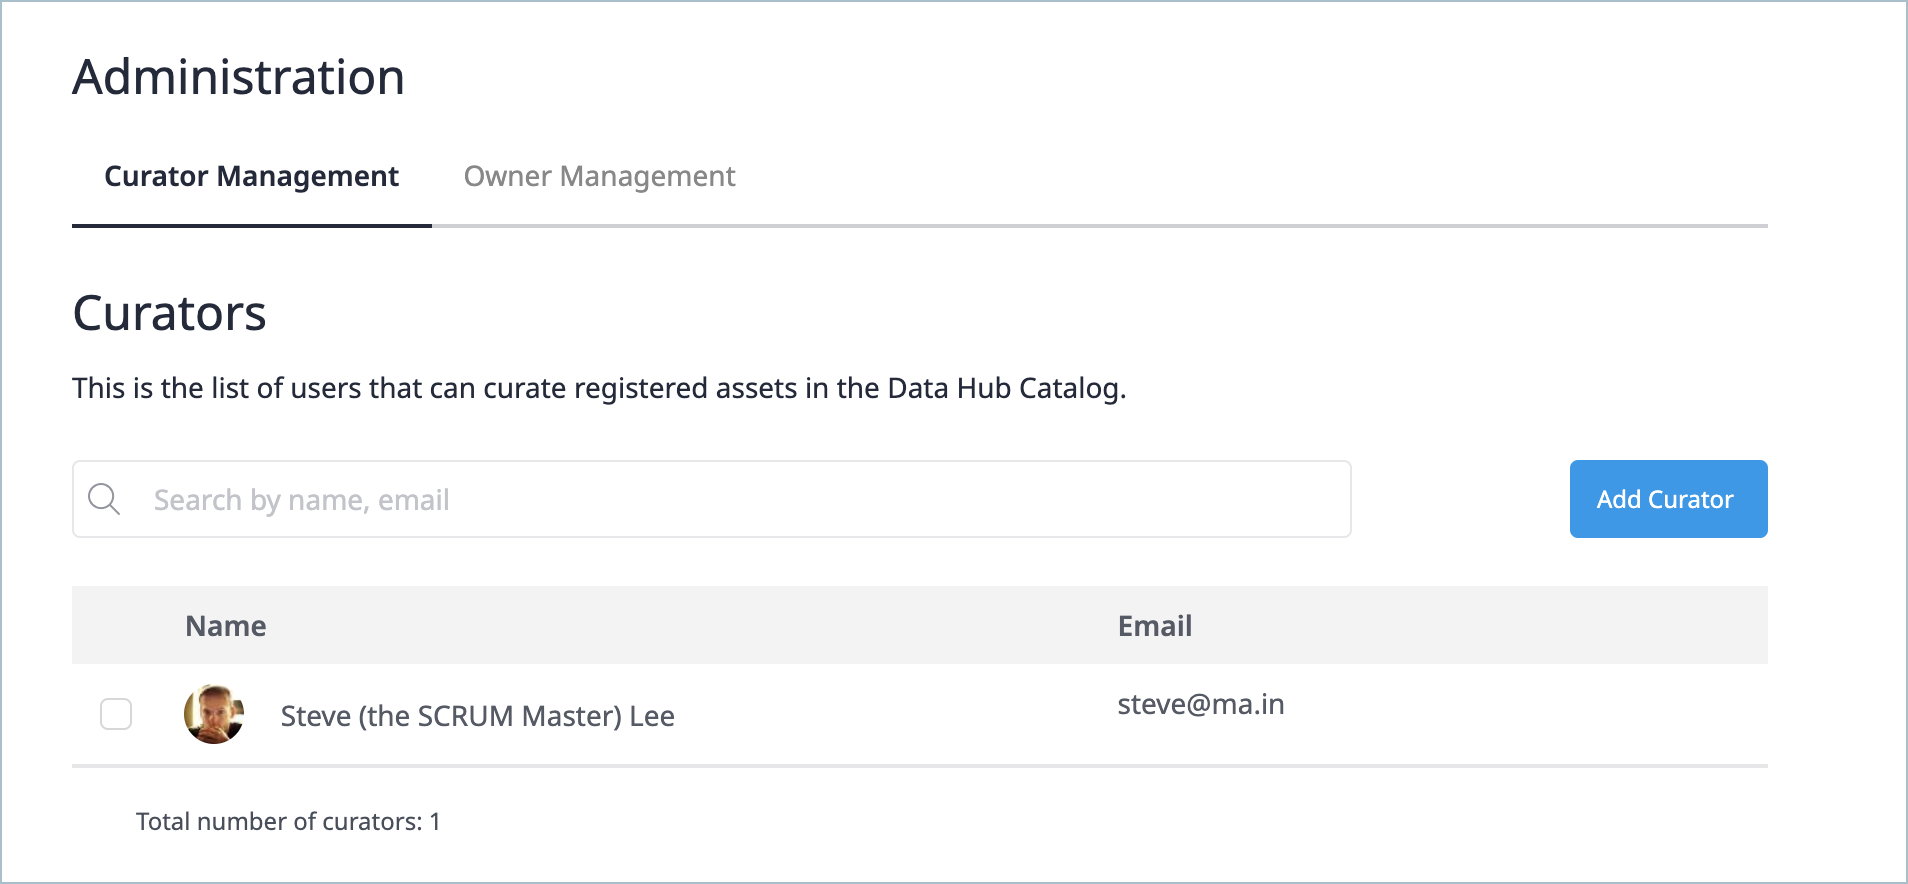 Administration
Curator Management Owner Management
Curators
This is the list of users that can curate registered assets in the Data Hub Catalog.
Search by name, email Add Curator
Name Email
Steve (the SCRUM Master) Lee steve@ma.in
Total number of curators: 1